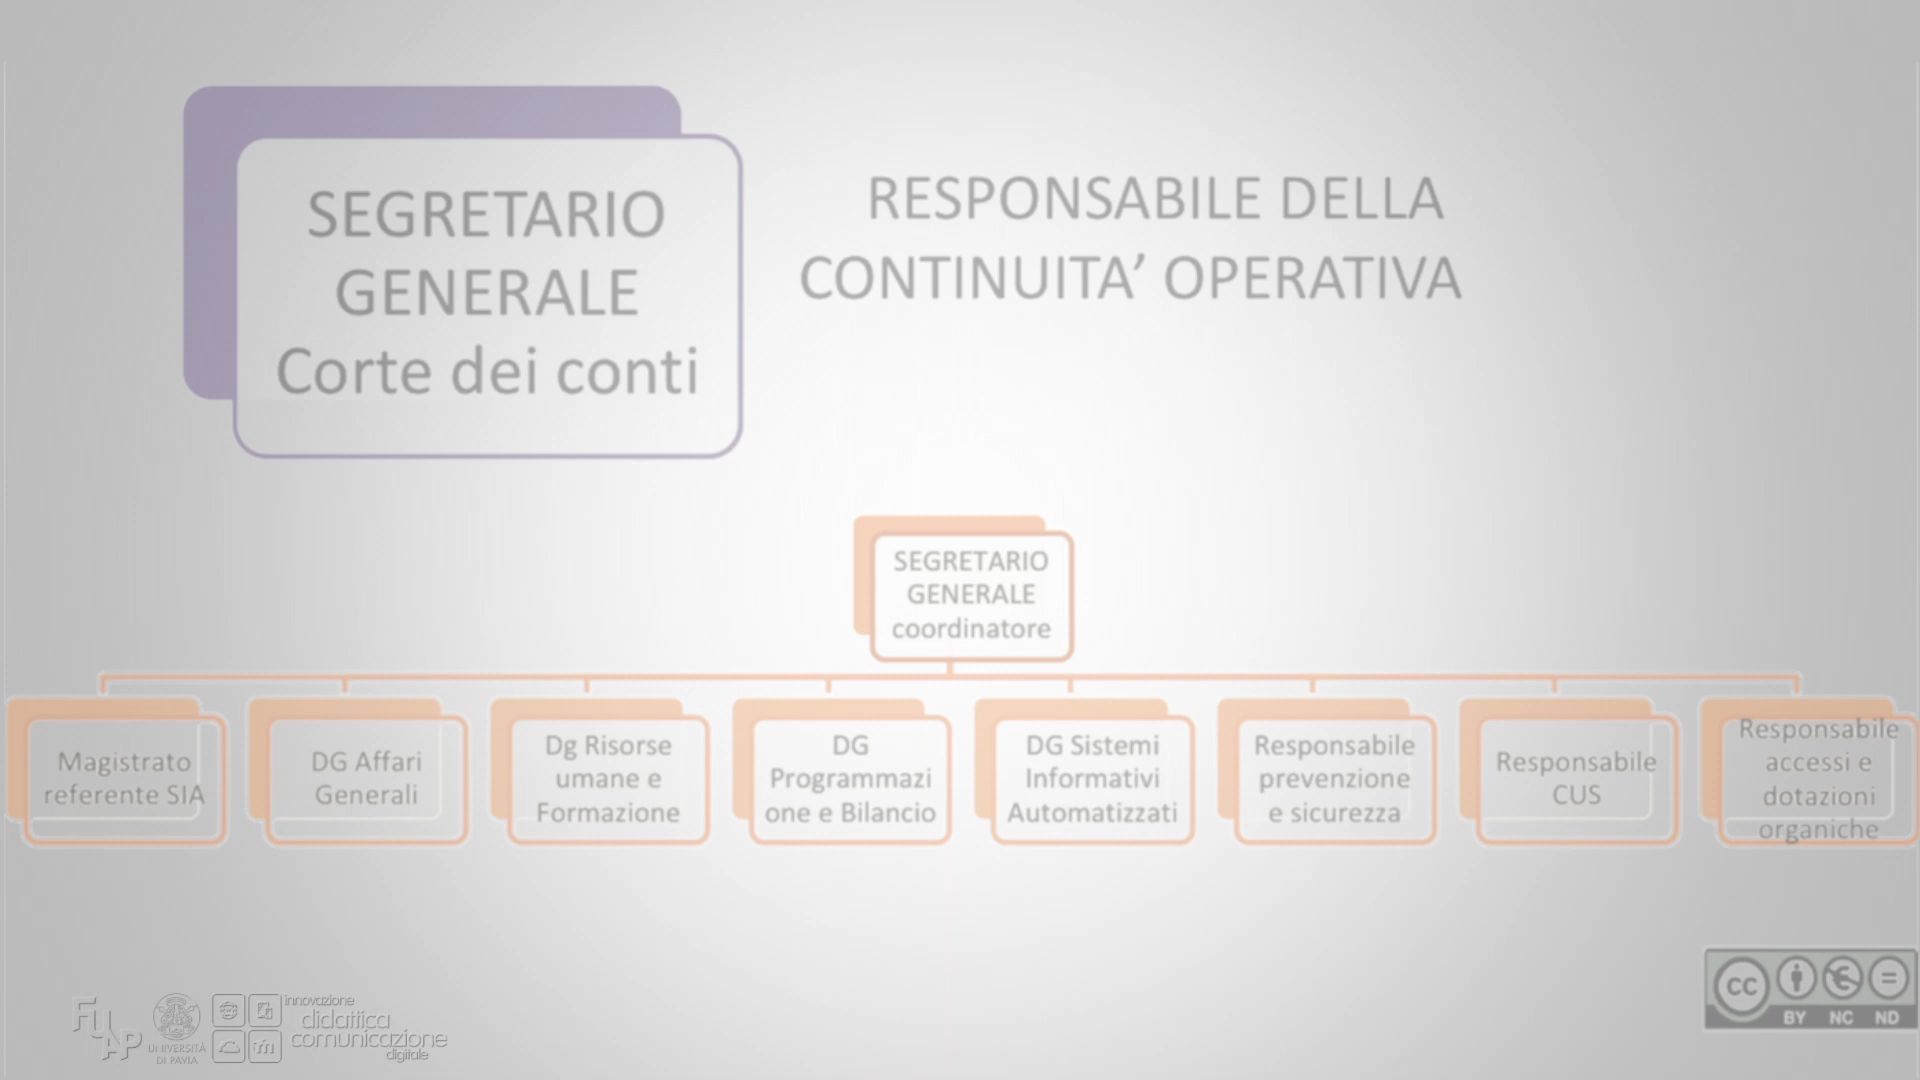 SEGRETARIO
GENERALE
Corte dei conti
RESPONSABILE DELLA
CONTINUITA’ OPERATIVA
SEGRETARIO
GENERALE
coordinatore
Magistrato
referente SIA
DG Affari
Generali
Dg Risorse
umane e
Formazione
DG
Programmazi
one e Bilancio
DG Sistemi
Informativi
Automatizzati
Responsabile
prevenzione
e sicurezza
Responsabile
CUS
Responsabile
accessi e
dotazioni
organiche
FUAP
UNIVERSITÀ
DI PAVIA
innovazione
didattica
comunicazione
digitale
CC
BY NC ND